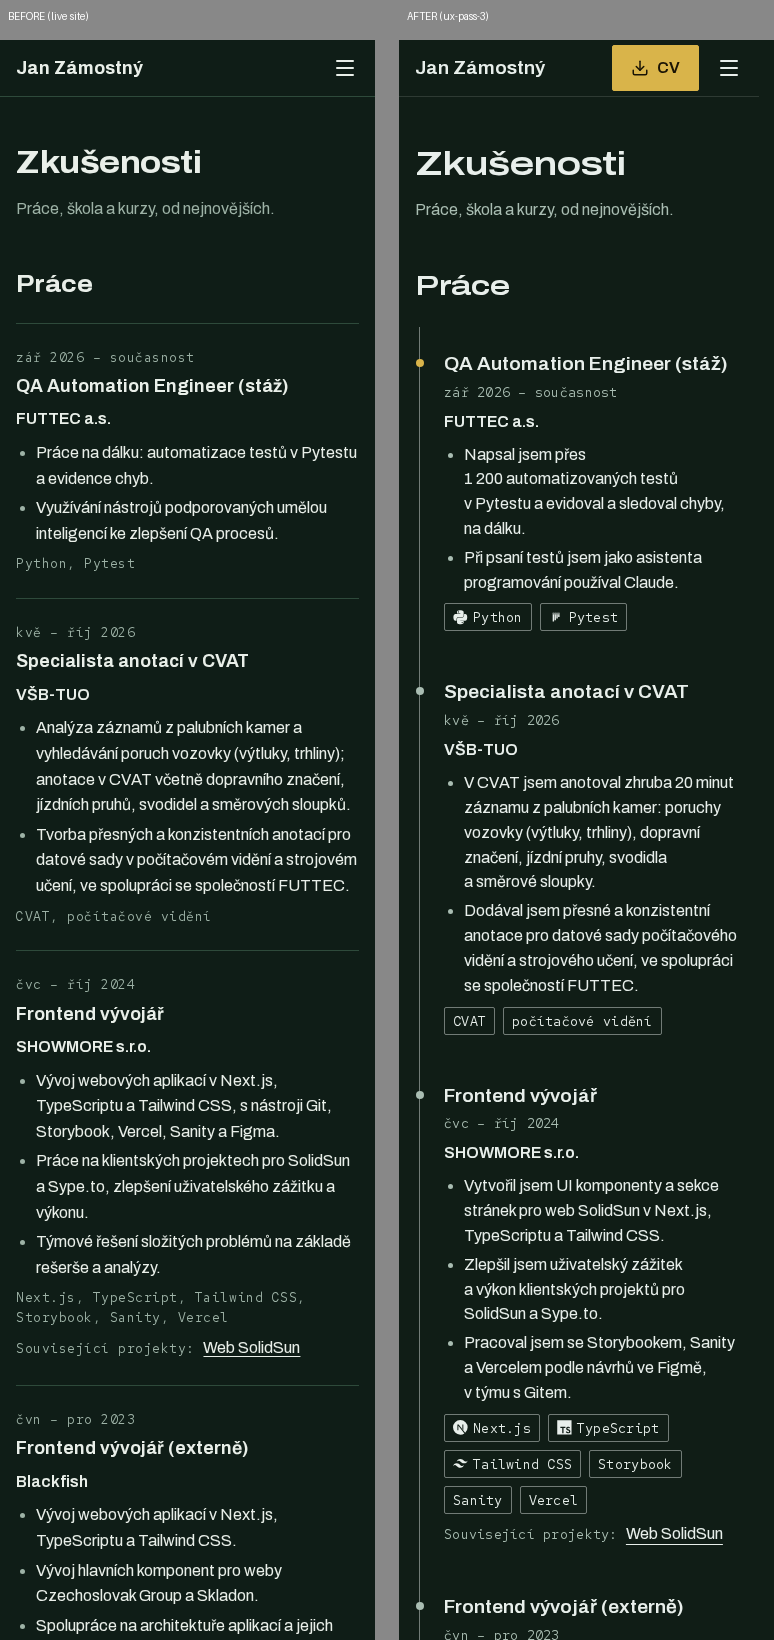 BEFORE (live site)
Jan Zámostný
Zkušenosti
Práce, škola a kurzy, od nejnovějších.
Práce
zář 2026 – současnost
QA Automation Engineer (stáž)
FUTTEC a.s.
Práce na dálku: automatizace testů v Pytestu
a evidence chyb.
Využívání nástrojů podporovaných umělou
inteligencí ke zlepšení QA procesů.
Python, Pytest
kvě – říj 2026
Specialista anotací v CVAT
VŠB-TUO
Analýza záznamů z palubních kamer a
vyhledávání poruch vozovky (výtluky, trhliny);
anotace v CVAT včetně dopravního značení,
jízdních pruhů, svodidel a směrových sloupků.
Tvorba přesných a konzistentních anotací pro
datové sady v počítačovém vidění a strojovém
učení, ve spolupráci se společností FUTTEC.
CVAT, počítačové vidění
čvc – říj 2024
Frontend vývojář
SHOWMORE s.r.o.
Vývoj webových aplikací v Next.js,
TypeScriptu a Tailwind CSS, s nástroji Git,
Storybook, Vercel, Sanity a Figma.
Práce na klientských projektech pro SolidSun
a Sype.to, zlepšení uživatelského zážitku a
výkonu.
Týmové řešení složitých problémů na základě
rešerše a analýzy.
Next.js, TypeScript, Tailwind CSS,
Storybook, Sanity, Vercel
Související projekty: Web SolidSun
čvn – pro 2023
Frontend vývojář (externě)
Blackfish
Vývoj webových aplikací v Next.js,
TypeScriptu a Tailwind CSS.
Vývoj hlavních komponent pro weby
Czechoslovak Group a Skladon.
Spolupráce na architektuře aplikací a jejich
AFTER (ux-pass-3)
Jan Zámostný
CV
Zkušenosti
Práce, škola a kurzy, od nejnovějších.
Práce
QA Automation Engineer (stáž)
zář 2026 – současnost
FUTTEC a.s.
Napsal jsem přes
1 200 automatizovaných testů
v Pytestu a evidoval a sledoval chyby,
na dálku.
Při psaní testů jsem jako asistenta
programování používal Claude.
Python
Pytest
Specialista anotací v CVAT
kvě – říj 2026
VŠB-TUO
V CVAT jsem anotoval zhruba 20 minut
záznamu z palubních kamer: poruchy
vozovky (výtluky, trhliny), dopravní
značení, jízdní pruhy, svodidla
a směrové sloupky.
Dodával jsem přesné a konzistentní
anotace pro datové sady počítačového
vidění a strojového učení, ve spolupráci
se společností FUTTEC.
CVAT
počítačové vidění
Frontend vývojář
čvc – říj 2024
SHOWMORE s.r.o.
Vytvořil jsem UI komponenty a sekce
stránek pro web SolidSun v Next.js,
TypeScriptu a Tailwind CSS.
Zlepšil jsem uživatelský zážitek
a výkon klientských projektů pro
SolidSun a Sype.to.
Pracoval jsem se Storybookem, Sanity
a Vercelem podle návrhů ve Figmě,
v týmu s Gitem.
Next.js
TypeScript
Tailwind CSS
Storybook
Sanity
Vercel
Související projekty: Web SolidSun
Frontend vývojář (externě)
čvn – pro 2023